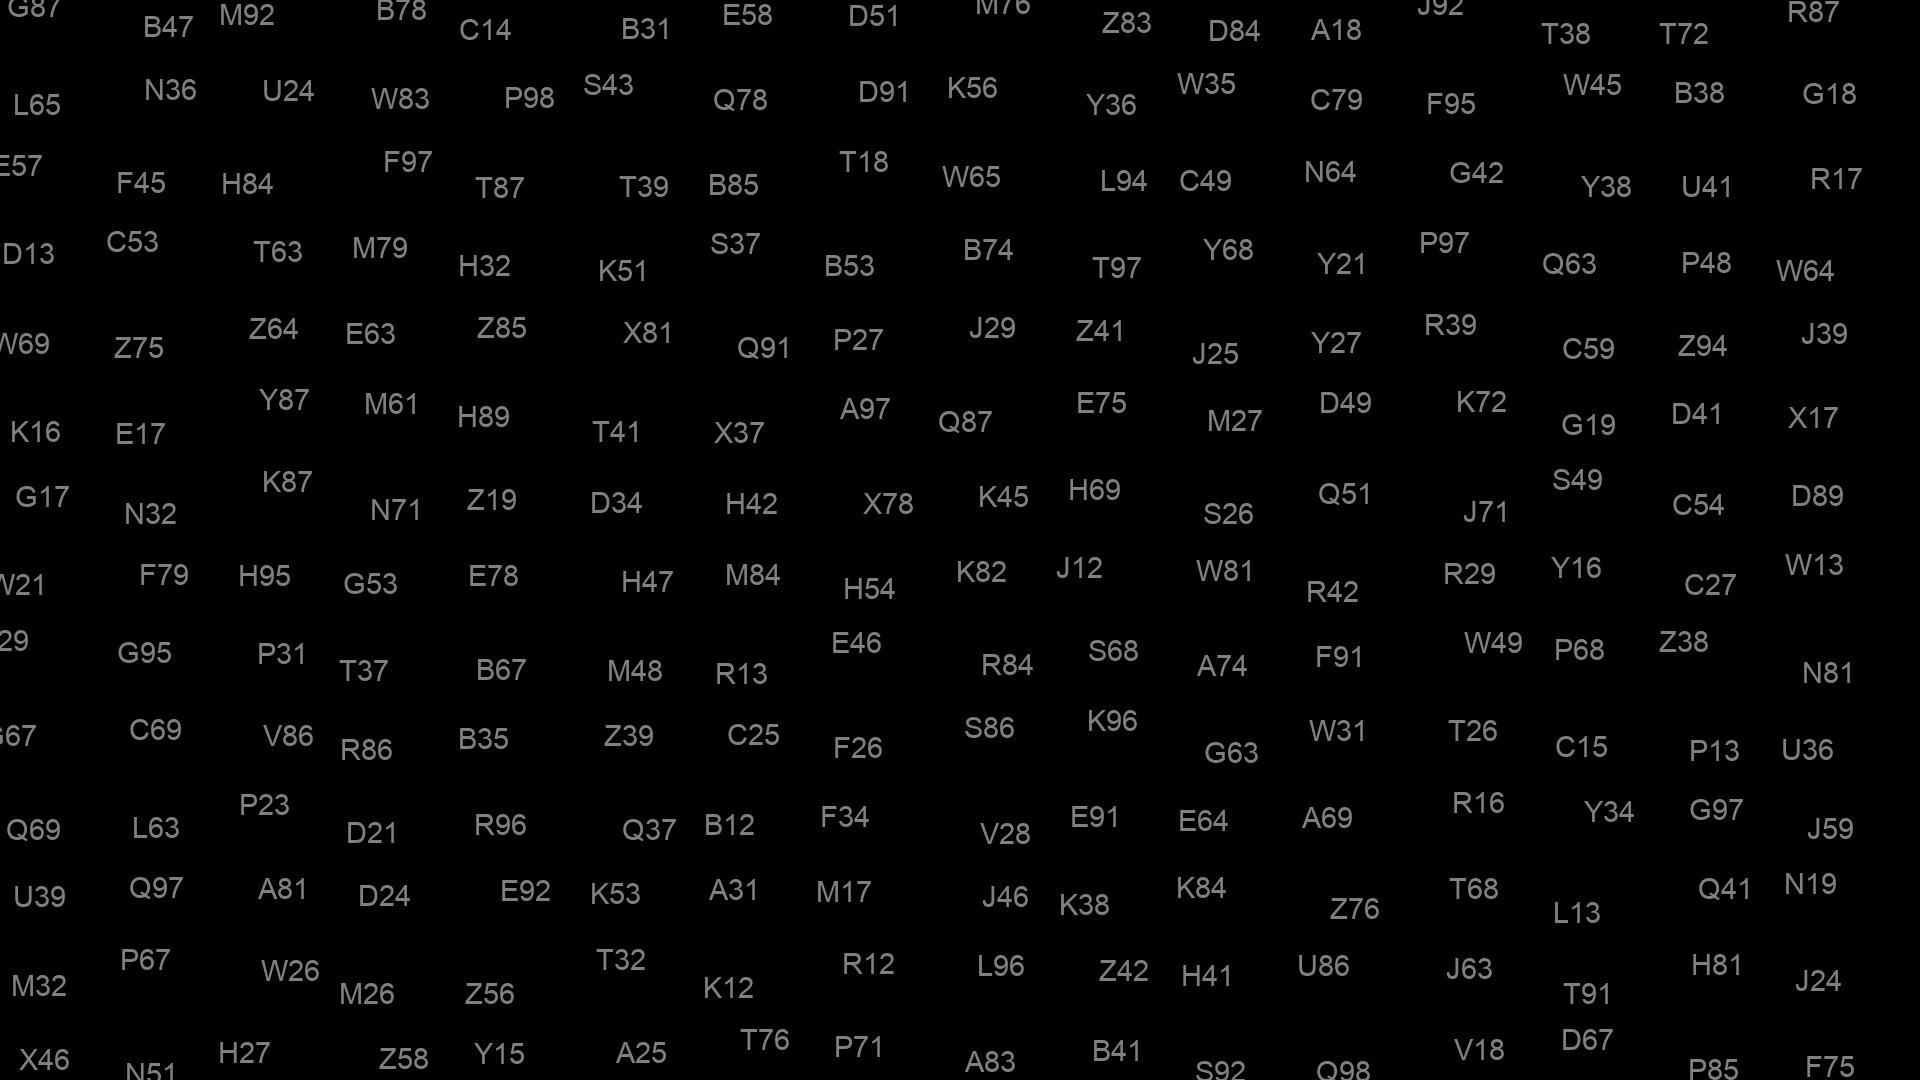 G87 B47 M92 B78 C14 B31 E58 D51 M76 Z83 D84 A18 J92 T38 T72 R87
L65 N36 U24 W83 P98 S43 Q78 D91 K56 Y36 W35 C79 F95 W45 B38 G18
E57 F45 H84 F97 T87 T39 B85 T18 W65 L94 C49 N64 G42 Y38 U41 R17
D13 C53 T63 M79 H32 K51 S37 B53 B74 T97 Y68 Y21 P97 Q63 P48 W64
W69 Z75 Z64 E63 Z85 X81 Q91 P27 J29 Z41 J25 Y27 R39 C59 Z94 J39
K16 E17 Y87 M61 H89 T41 X37 A97 Q87 E75 M27 D49 K72 G19 D41 X17
G17 N32 K87 N71 Z19 D34 H42 X78 K45 H69 S26 Q51 J71 S49 C54 D89
W21 F79 H95 G53 E78 H47 M84 H54 K82 J12 W81 R42 R29 Y16 C27 W13
29 G95 P31 T37 B67 M48 R13 E46 R84 S68 A74 F91 W49 P68 Z38 N81
G67 C69 V86 R86 B35 Z39 C25 F26 S86 K96 G63 W31 T26 C15 P13 U36
Q69 L63 P23 D21 R96 Q37 B12 F34 V28 E91 E64 A69 R16 Y34 G97 J59
U39 Q97 A81 D24 E92 K53 A31 M17 J46 K38 K84 Z76 T68 L13 Q41 N19
M32 P67 W26 M26 Z56 T32 K12 R12 L96 Z42 H41 U86 J63 T91 H81 J24
X46 N51 H27 Z58 Y15 A25 T76 P71 A83 B41 S92 Q98 V18 D67 P85 F75